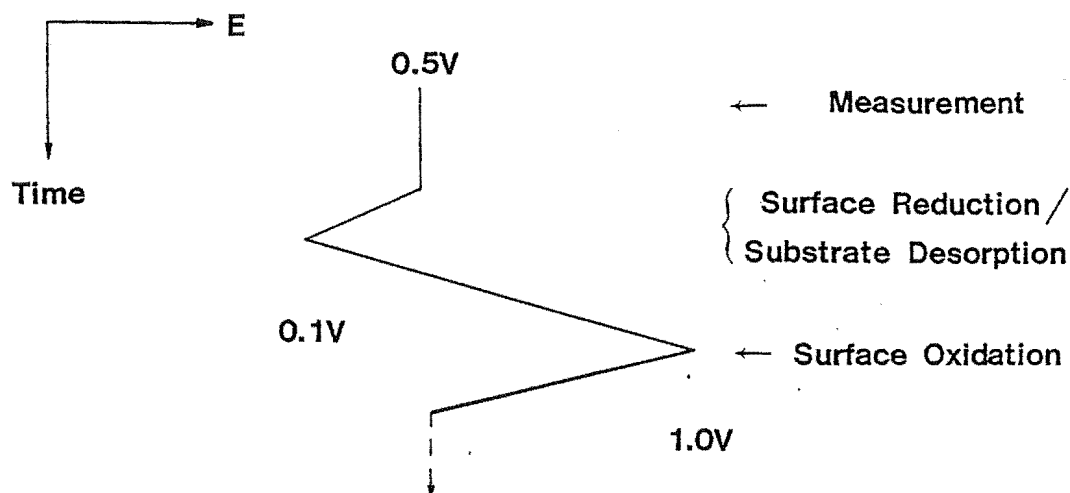 E
0.5V
← Measurement
Time
Surface Reduction /
Substrate Desorption
0.1V
← Surface Oxidation
1.0V